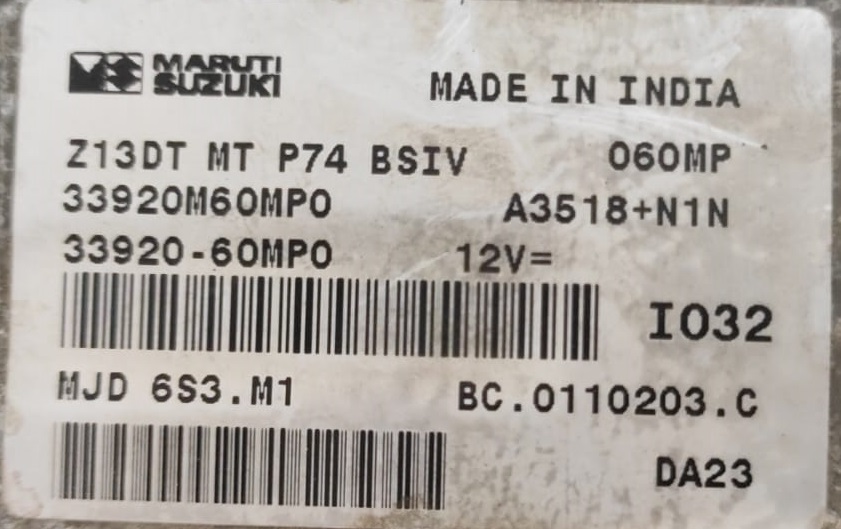 MARUTI
SUZUKI
MADE IN INDIA
Z13DT MT P74 BSIV 060MP
33920M60MP0 A3518+N1N
33920-60MP0 12V=
I032
MJD 6S3.M1 BC.0110203.C
DA23